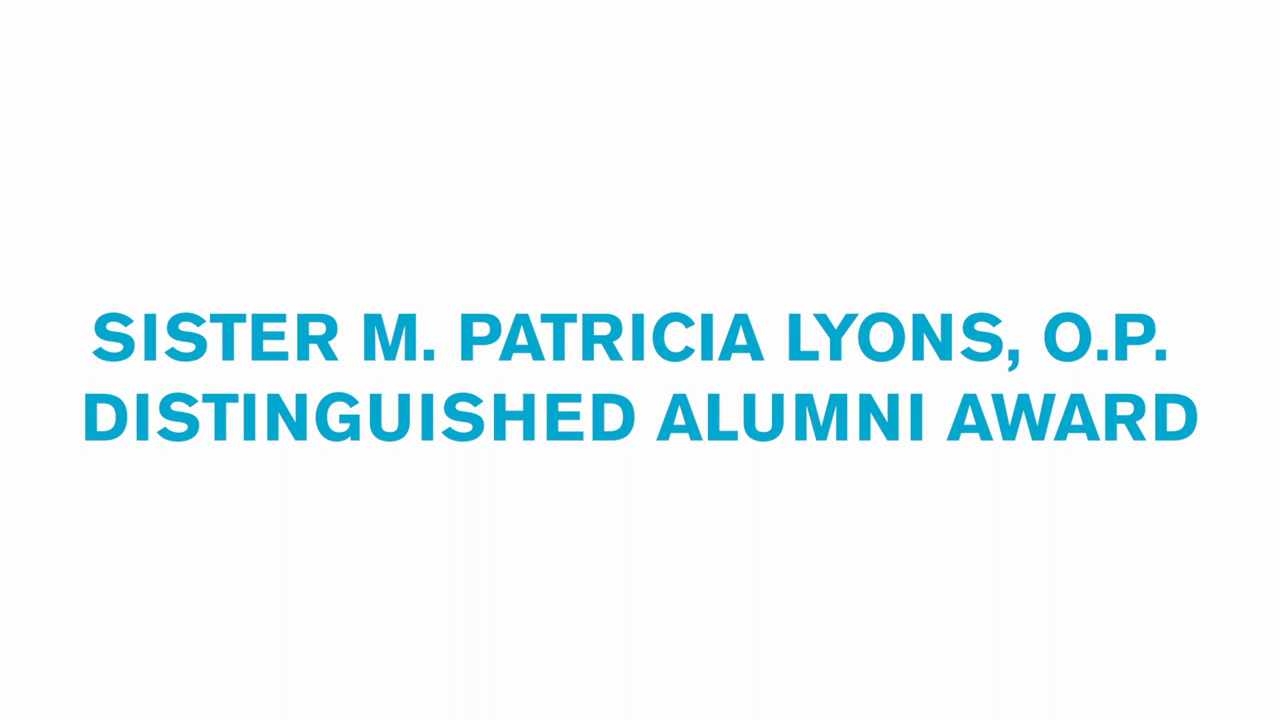 SISTER M. PATRICIA LYONS, O.P.
DISTINGUISHED ALUMNI AWARD